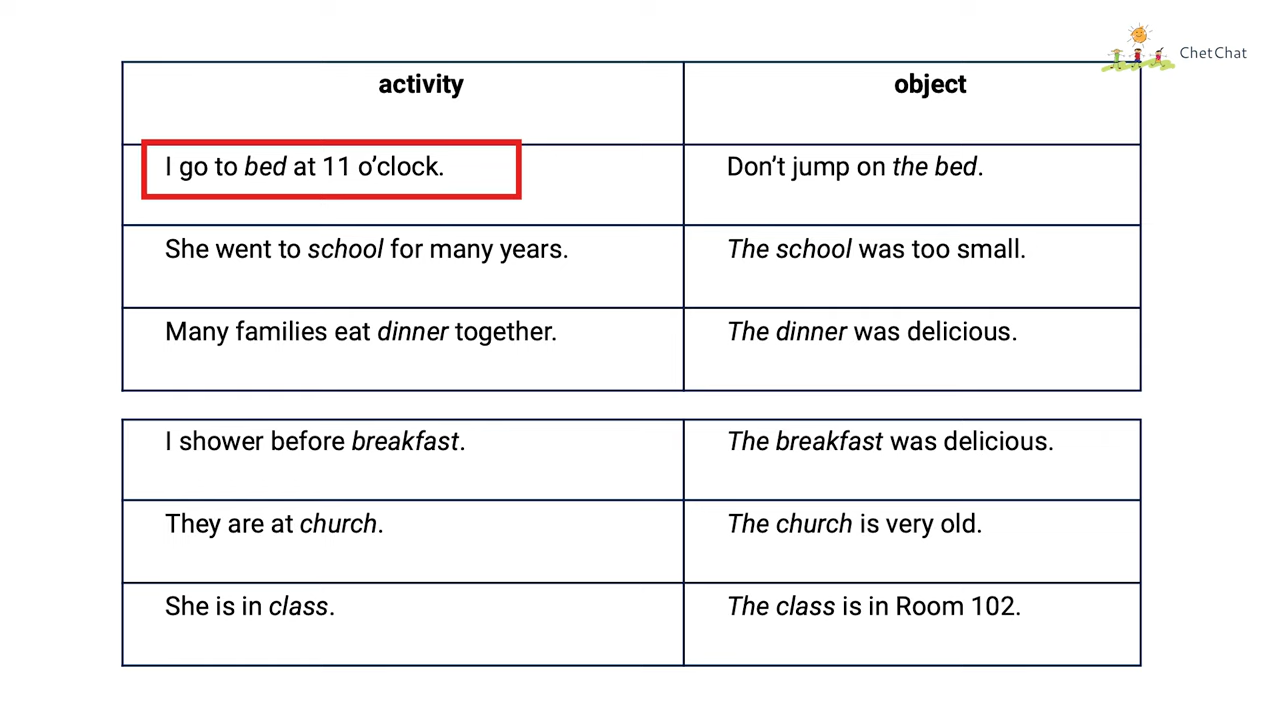 ChetChat
activity object
I go to bed at 11 o’clock. Don’t jump on the bed.
She went to school for many years. The school was too small.
Many families eat dinner together. The dinner was delicious.
I shower before breakfast. The breakfast was delicious.
They are at church. The church is very old.
She is in class. The class is in Room 102.